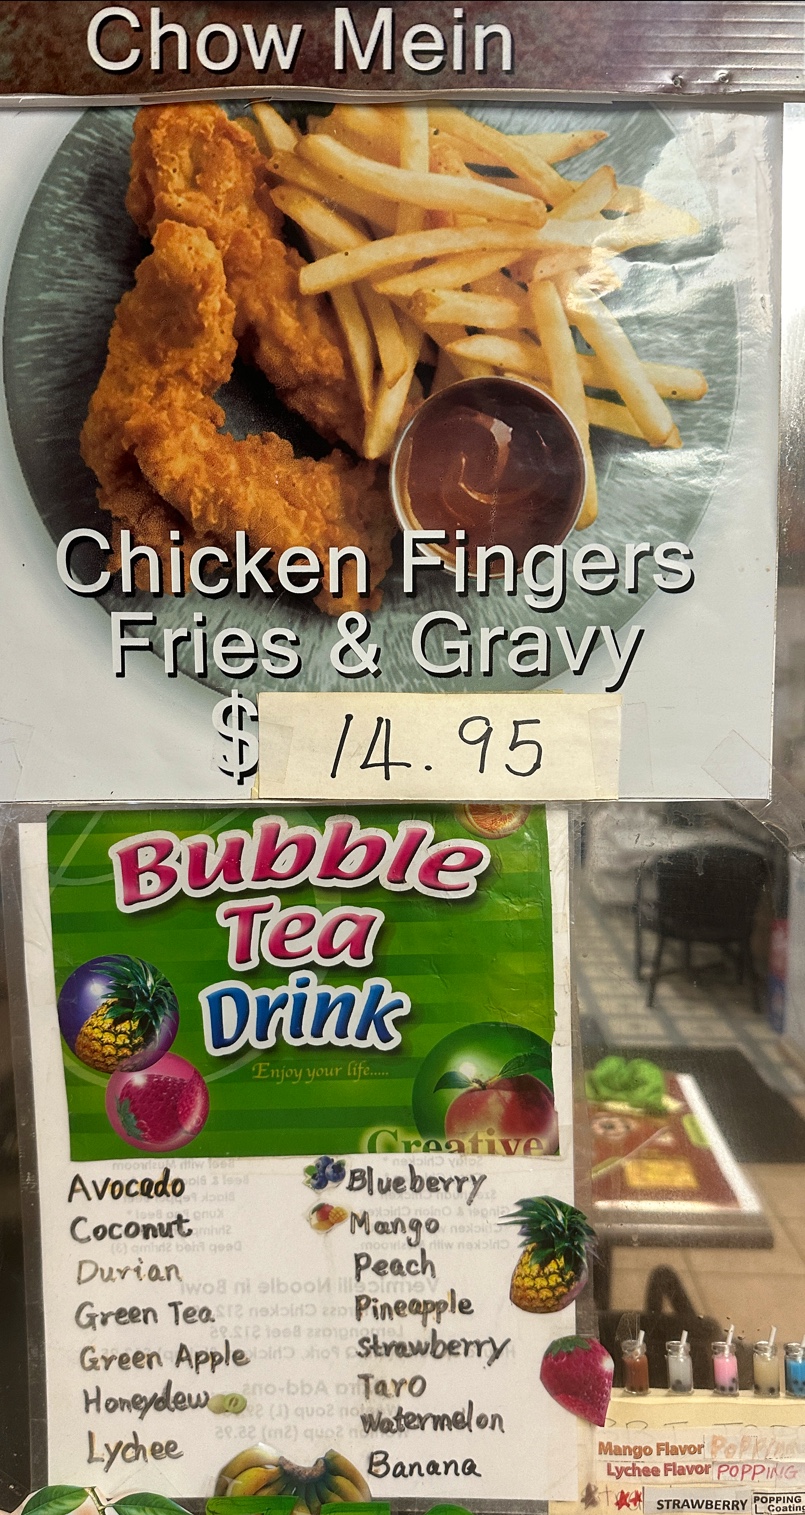 Chow Mein
Chicken Fingers
Fries & Gravy
$ 14.95
Bubble
Tea
Drink
Enjoy your life.....
Creative
Avocado
Coconut
Durian
Green Tea
Green Apple
Honeydew
Lychee
Blueberry
Mango
Peach
Pineapple
Strawberry
Taro
Watermelon
Banana
Mango Flavor POPPING
Lychee Flavor POPPING
STRAWBERRY POPPING
Coating